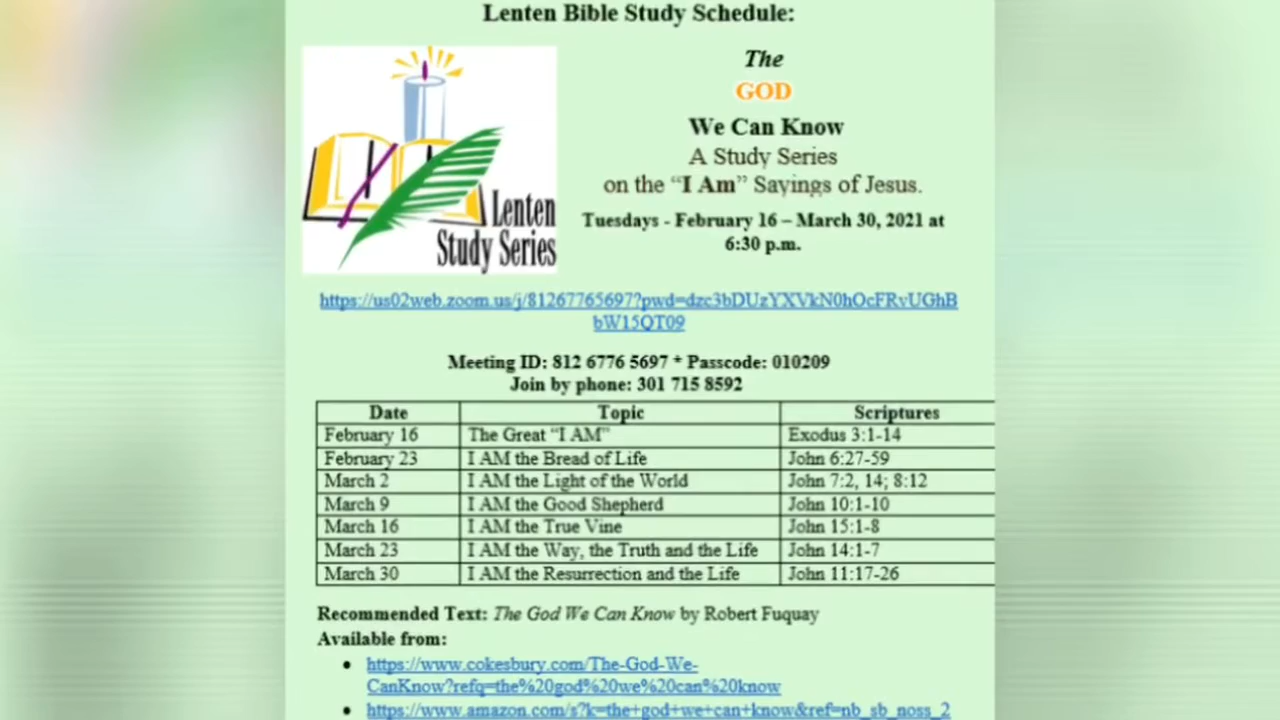 Lenten Bible Study Schedule:
The
GOD
We Can Know
A Study Series
on the “I Am” Sayings of Jesus.
Tuesdays - February 16 – March 30, 2021 at
6:30 p.m.
Lenten
Study Series
https://us02web.zoom.us/j/81267765697?pwd=dzc3bDUzYXVkN0hOcFRvUGhB
bW15QT09
Meeting ID: 812 6776 5697 * Passcode: 010209
Join by phone: 301 715 8592
Date Topic Scriptures
February 16 The Great “I AM” Exodus 3:1-14
February 23 I AM the Bread of Life John 6:27-59
March 2 I AM the Light of the World John 7:2, 14; 8:12
March 9 I AM the Good Shepherd John 10:1-10
March 16 I AM the True Vine John 15:1-8
March 23 I AM the Way, the Truth and the Life John 14:1-7
March 30 I AM the Resurrection and the Life John 11:17-26
Recommended Text: The God We Can Know by Robert Fuquay
Available from:
https://www.cokesbury.com/The-God-We-
CanKnow?refq=the%20god%20we%20can%20know
https://www.amazon.com/s?k=the+god+we+can+know&ref=nb_sb_noss_2